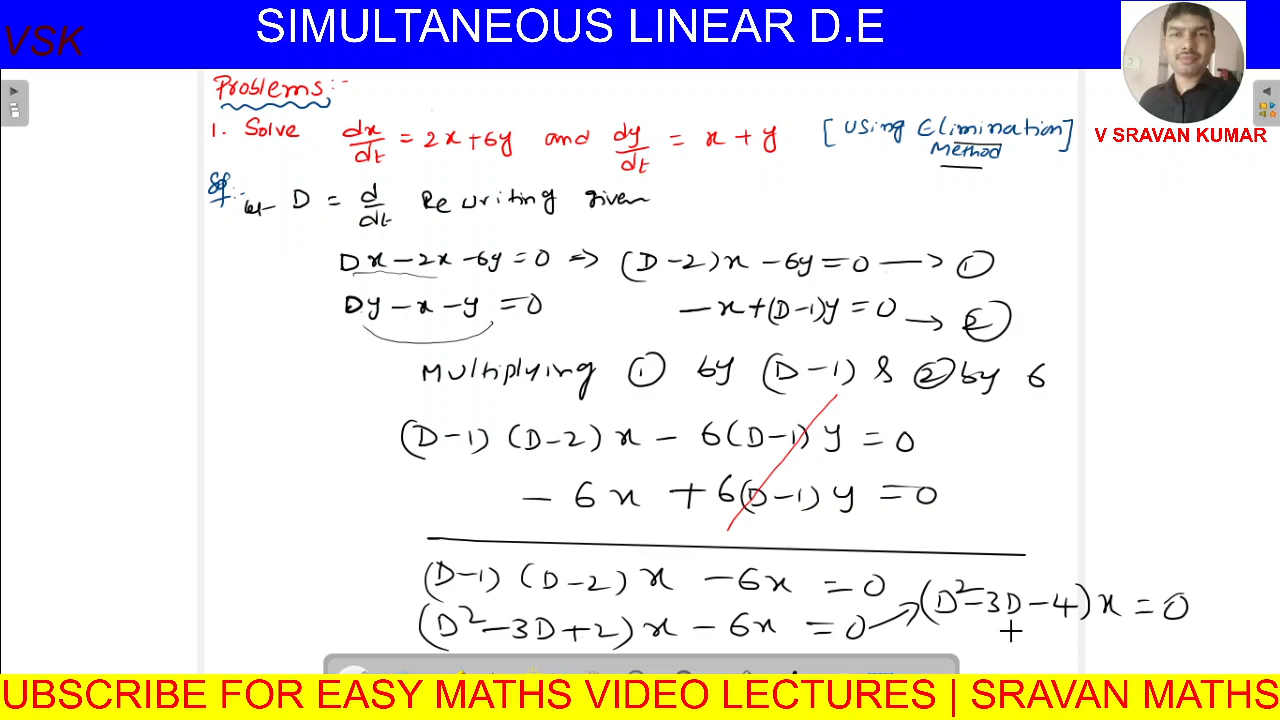 SIMULTANEOUS LINEAR D.E
VSK
V SRAVAN KUMAR
Problems:-
1. Solve dx/dt = 2x+6y and dy/dt = x+y [Using Elimination Method]
Sol:- let D = d/dt Rewriting given
Dx-2x-6y=0 => (D-2)x-6y=0 —> ①
Dy-x-y=0 -x+(D-1)y=0 —> ②
Multiplying ① by (D-1) & ② by 6
(D-1)(D-2)x - 6(D-1)y = 0
- 6x + 6(D-1)y = 0
(D-1)(D-2)x - 6x = 0
(D²-3D+2)x - 6x = 0 —> (D²-3D-4)x = 0
UBSCRIBE FOR EASY MATHS VIDEO LECTURES | SRAVAN MATHS